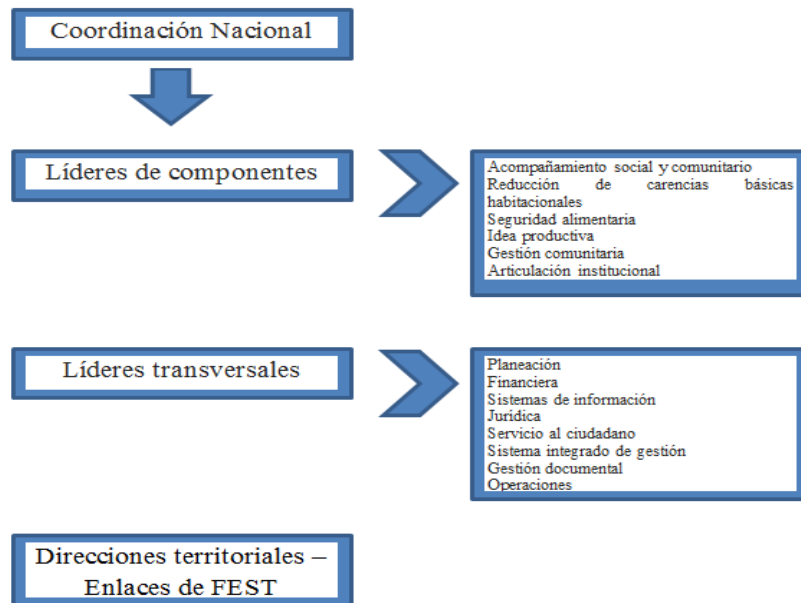 Coordinación Nacional
Líderes de componentes
Acompañamiento social y comunitario
Reducción de carencias básicas
habitacionales
Seguridad alimentaria
Idea productiva
Gestión comunitaria
Articulación institucional
Líderes transversales
Planeación
Financiera
Sistemas de información
Jurídica
Servicio al ciudadano
Sistema integrado de gestión
Gestión documental
Operaciones
Direcciones territoriales –
Enlaces de FEST